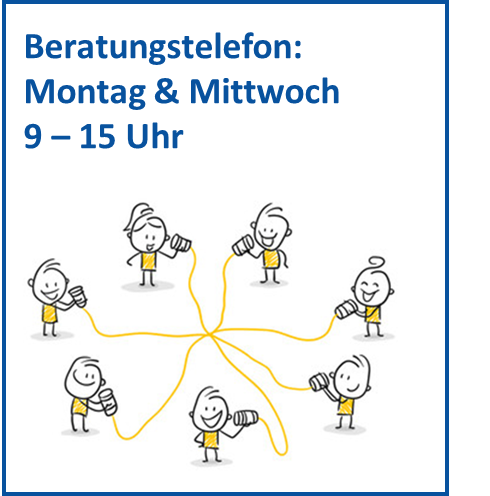 Beratungstelefon:
Montag & Mittwoch
9 – 15 Uhr